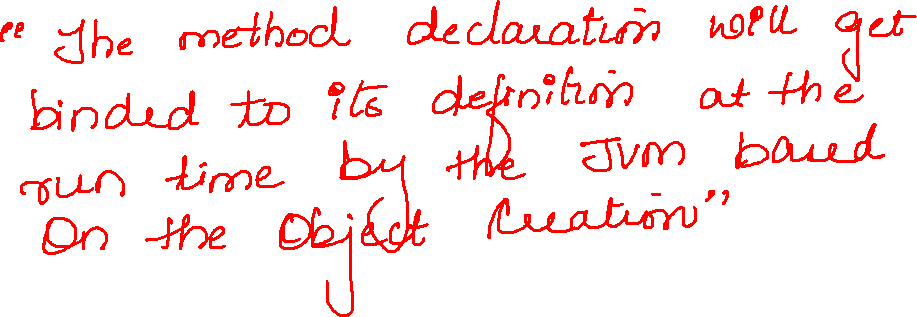 "The method declaration will get
binded to its definition at the
run time by the JVM based
On the Object Creation"